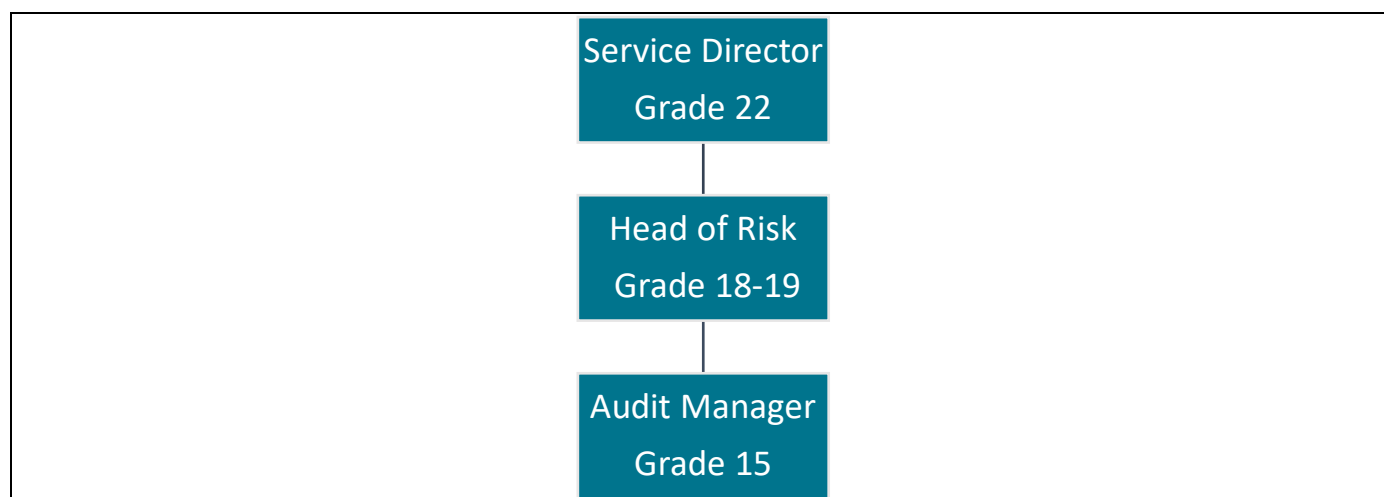 Service Director
Grade 22
Head of Risk
Grade 18-19
Audit Manager
Grade 15